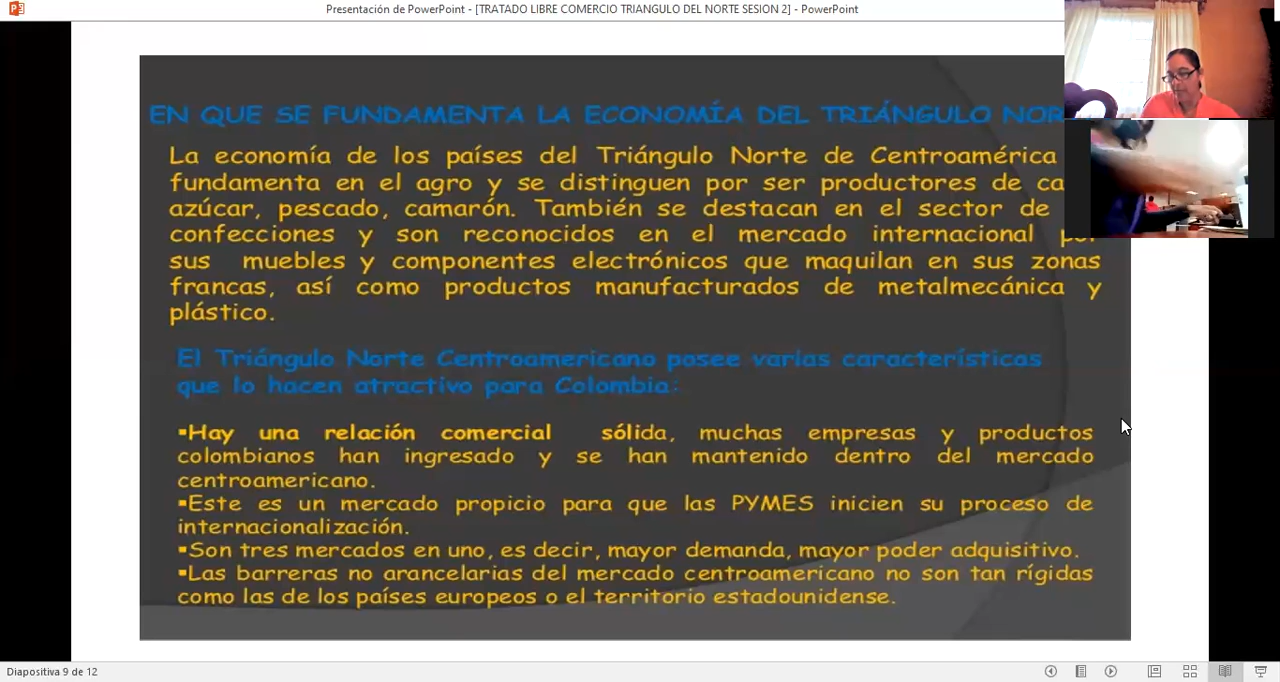 Presentación de PowerPoint - [TRATADO LIBRE COMERCIO TRIANGULO DEL NORTE SESION 2] - PowerPoint
EN QUE SE FUNDAMENTA LA ECONOMÍA DEL TRIÁNGULO
La economía de los países del Triángulo Norte de Centroamérica
fundamenta en el agro y se distinguen por ser productores de
azúcar, pescado, camarón. También se destacan en el sector de
confecciones y son reconocidos en el mercado internacional por
sus muebles y componentes electrónicos que maquilan en sus zonas
francas, así como productos manufacturados de metalmecánica y
plástico.
El Triángulo Norte Centroamericano posee varias características
que lo hacen atractivo para Colombia:
▪Hay una relación comercial sólida, muchas empresas y productos
colombianos han ingresado y se han mantenido dentro del mercado
centroamericano.
▪Este es un mercado propicio para que las PYMES inicien su proceso de
internacionalización.
▪Son tres mercados en uno, es decir, mayor demanda, mayor poder adquisitivo.
▪Las barreras no arancelarias del mercado centroamericano no son tan rígidas
como las de los países europeos o el territorio estadounidense.
Diapositiva 9 de 12